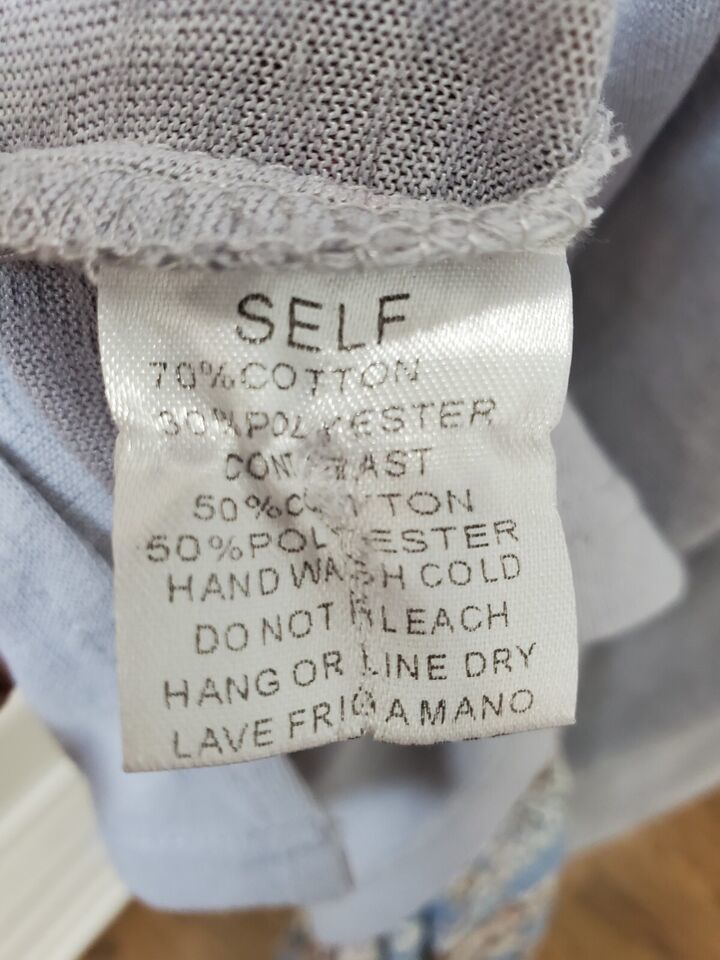 SELF
70%COTTON
30%POLYESTER
CONTRAST
50%COTTON
50%POLYESTER
HAND WASH COLD
DO NOT BLEACH
HANG OR LINE DRY
LAVE FRIO A MANO